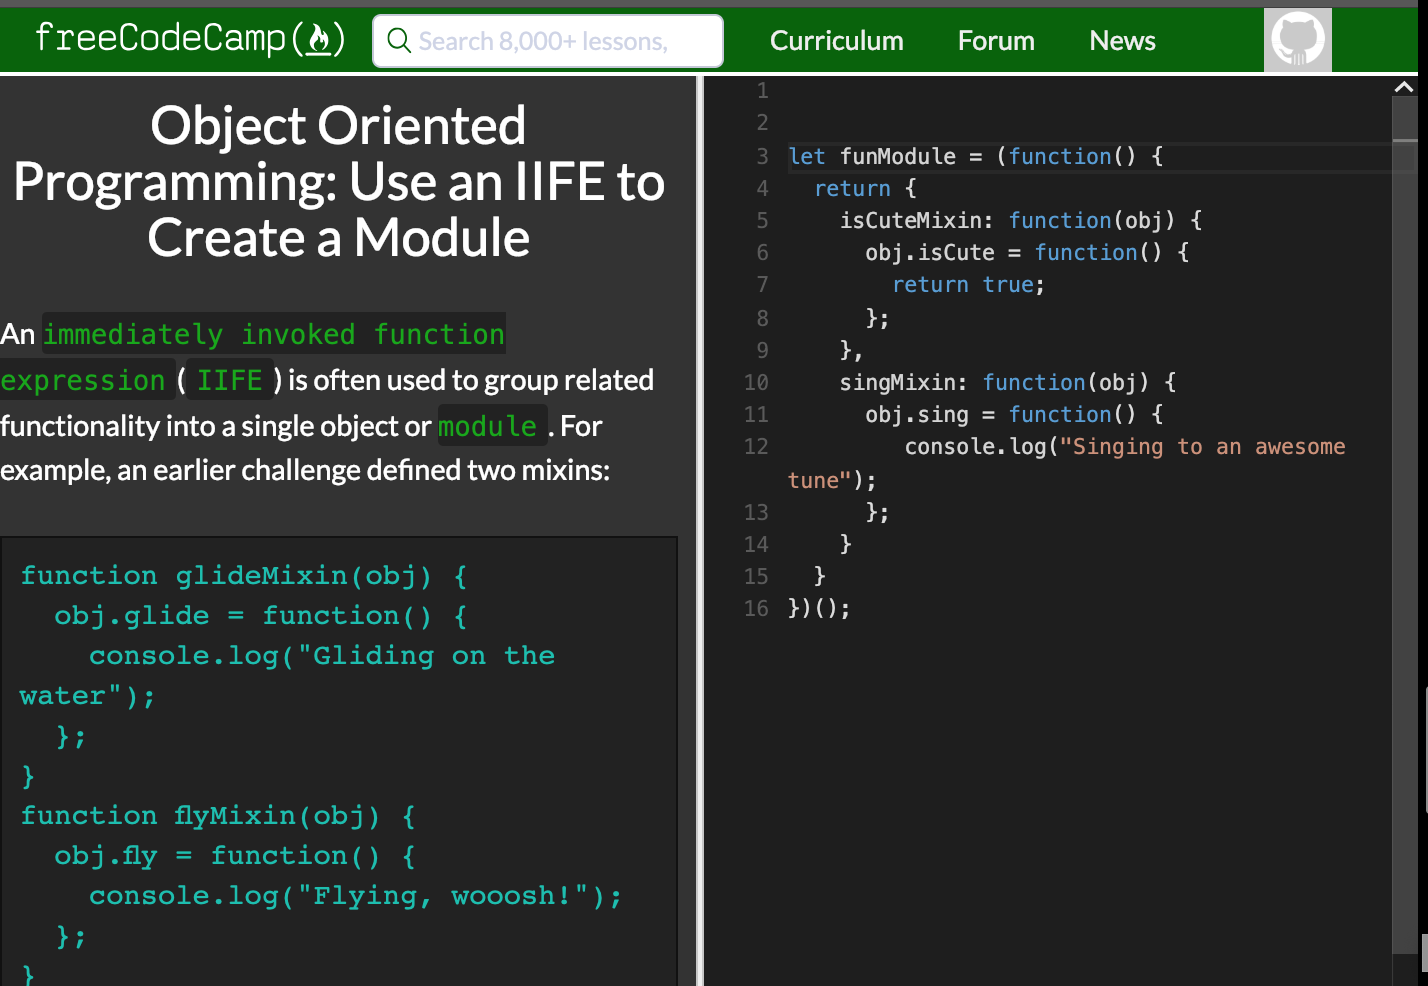 freeCodeCamp(🔥)
Search 8,000+ lessons,
Curriculum
Forum
News
Object Oriented
Programming: Use an IIFE to
Create a Module
An immediately invoked function
expression ( IIFE ) is often used to group related
functionality into a single object or module . For
example, an earlier challenge defined two mixins:
function glideMixin(obj) {
  obj.glide = function() {
    console.log("Gliding on the
water");
  };
}
function flyMixin(obj) {
  obj.fly = function() {
    console.log("Flying, wooosh!");
  };
}
1
2
3 let funModule = (function() {
4   return {
5     isCuteMixin: function(obj) {
6       obj.isCute = function() {
7         return true;
8       };
9     },
10     singMixin: function(obj) {
11       obj.sing = function() {
12          console.log("Singing to an awesome
tune");
13       };
14     }
15   }
16 })();